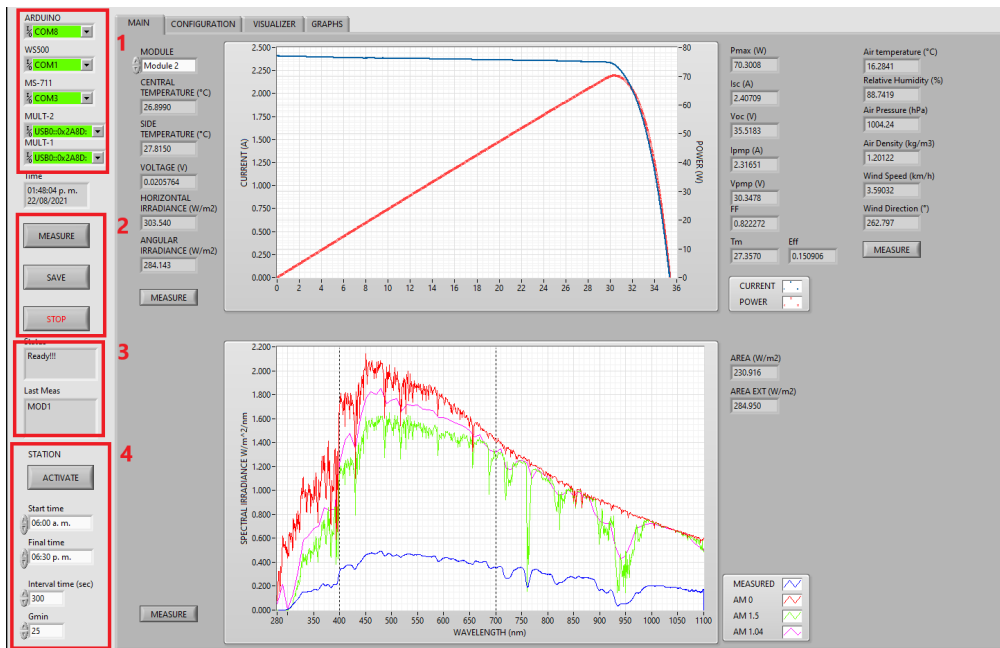 ARDUINO
COM8
WS500
COM1
MS-711
COM3
MULT-2
USB0::0x2A8D:
MULT-1
USB0::0x2A8D:
1
Time
01:48:04 p. m.
22/08/2021
MEASURE
SAVE
STOP
2
Status
Ready!!!
Last Meas
MOD1
3
STATION
ACTIVATE
Start time
06:00 a. m.
Final time
06:30 p. m.
Interval time (sec)
300
Gmin
25
4
MAIN CONFIGURATION VISUALIZER GRAPHS
MODULE
Module 2
CENTRAL
TEMPERATURE (°C)
26.8990
SIDE
TEMPERATURE (°C)
27.8150
VOLTAGE (V)
0.0205764
HORIZONTAL
IRRADIANCE (W/m2)
303.540
ANGULAR
IRRADIANCE (W/m2)
284.143
MEASURE
CURRENT (A)
2.500
2.250
2.000
1.750
1.500
1.250
1.000
0.750
0.500
0.250
0.000
0 2 4 6 8 10 12 14 16 18 20 22 24 26 28 30 32 34 36
80
70
60
50
40
30
20
10
0
POWER (W)
Pmax (W)
70.3008
Isc (A)
2.40709
Voc (V)
35.5183
Ipmp (A)
2.31651
Vpmp (V)
30.3478
FF
0.822272
Tm
27.3570
Eff
0.150906
CURRENT
POWER
Air temperature (°C)
16.2841
Relative Humidity (%)
88.7419
Air Pressure (hPa)
1004.24
Air Density (kg/m3)
1.20122
Wind Speed (km/h)
3.59032
Wind Direction (°)
262.797
MEASURE
MEASURE
SPECTRAL IRRADIANCE W/m^2/nm
2.200
2.000
1.800
1.600
1.400
1.200
1.000
0.800
0.600
0.400
0.200
0.000
280 350 400 450 500 550 600 650 700 750 800 850 900 950 1000 1100
WAVELENGTH (nm)
AREA (W/m2)
230.916
AREA EXT (W/m2)
284.950
MEASURED
AM 0
AM 1.5
AM 1.04